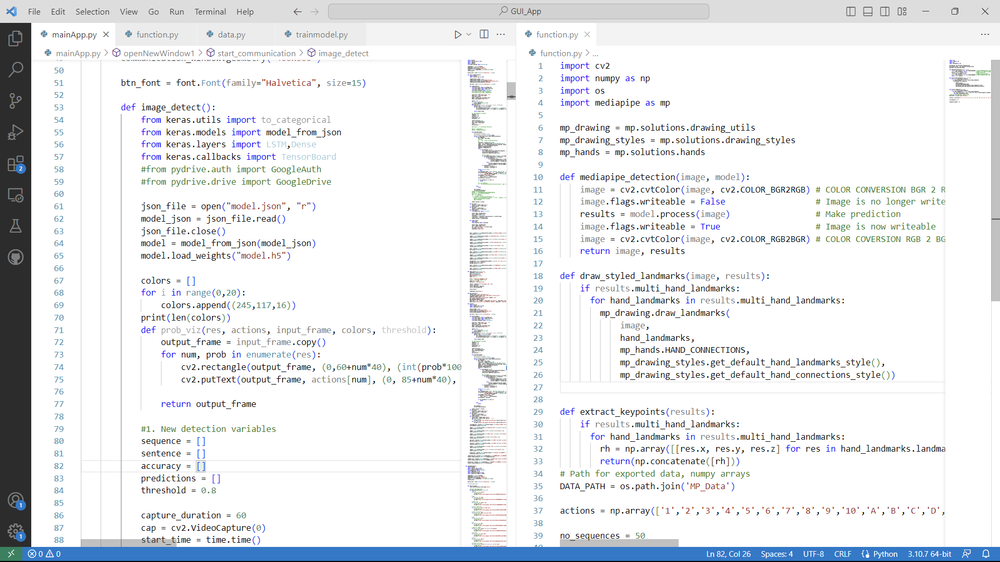 File Edit Selection View Go Run Terminal Help
GUI_App
mainApp.py function.py data.py trainmodel.py
mainApp.py > openNewWindow1 > start_communication > image_detect
50
51 btn_font = font.Font(family="Halvetica", size=15)
52
53 def image_detect():
54 from keras.utils import to_categorical
55 from keras.models import model_from_json
56 from keras.layers import LSTM,Dense
57 from keras.callbacks import TensorBoard
58 #from pydrive.auth import GoogleAuth
59 #from pydrive.drive import GoogleDrive
60
61 json_file = open("model.json", "r")
62 model_json = json_file.read()
63 json_file.close()
64 model = model_from_json(model_json)
65 model.load_weights("model.h5")
66
67 colors = []
68 for i in range(0,20):
69 colors.append((245,117,16))
70 print(len(colors))
71 def prob_viz(res, actions, input_frame, colors, threshold):
72 output_frame = input_frame.copy()
73 for num, prob in enumerate(res):
74 cv2.rectangle(output_frame, (0,60+num*40), (int(prob*100
75 cv2.putText(output_frame, actions[num], (0, 85+num*40),
76
77 return output_frame
78
79 #1. New detection variables
80 sequence = []
81 sentence = []
82 accuracy = []
83 predictions = []
84 threshold = 0.8
85
86 capture_duration = 60
87 cap = cv2.VideoCapture(0)
88 start_time = time.time()
function.py
function.py > ...
1 import cv2
2 import numpy as np
3 import os
4 import mediapipe as mp
5
6 mp_drawing = mp.solutions.drawing_utils
7 mp_drawing_styles = mp.solutions.drawing_styles
8 mp_hands = mp.solutions.hands
9
10 def mediapipe_detection(image, model):
11 image = cv2.cvtColor(image, cv2.COLOR_BGR2RGB) # COLOR CONVERSION BGR 2 R
12 image.flags.writeable = False # Image is no longer write
13 results = model.process(image) # Make prediction
14 image.flags.writeable = True # Image is now writeable
15 image = cv2.cvtColor(image, cv2.COLOR_RGB2BGR) # COLOR COVERSION RGB 2 BG
16 return image, results
17
18 def draw_styled_landmarks(image, results):
19 if results.multi_hand_landmarks:
20 for hand_landmarks in results.multi_hand_landmarks:
21 mp_drawing.draw_landmarks(
22 image,
23 hand_landmarks,
24 mp_hands.HAND_CONNECTIONS,
25 mp_drawing_styles.get_default_hand_landmarks_style(),
26 mp_drawing_styles.get_default_hand_connections_style())
27
28
29 def extract_keypoints(results):
30 if results.multi_hand_landmarks:
31 for hand_landmarks in results.multi_hand_landmarks:
32 rh = np.array([[res.x, res.y, res.z] for res in hand_landmarks.landma
33 return(np.concatenate([rh]))
34 # Path for exported data, numpy arrays
35 DATA_PATH = os.path.join('MP_Data')
36
37 actions = np.array(['1','2','3','4','5','6','7','8','9','10','A','B','C','D',
38
39 no_sequences = 50
2
1
1
0 0
Ln 82, Col 26 Spaces: 4 UTF-8 CRLF Python 3.10.7 64-bit